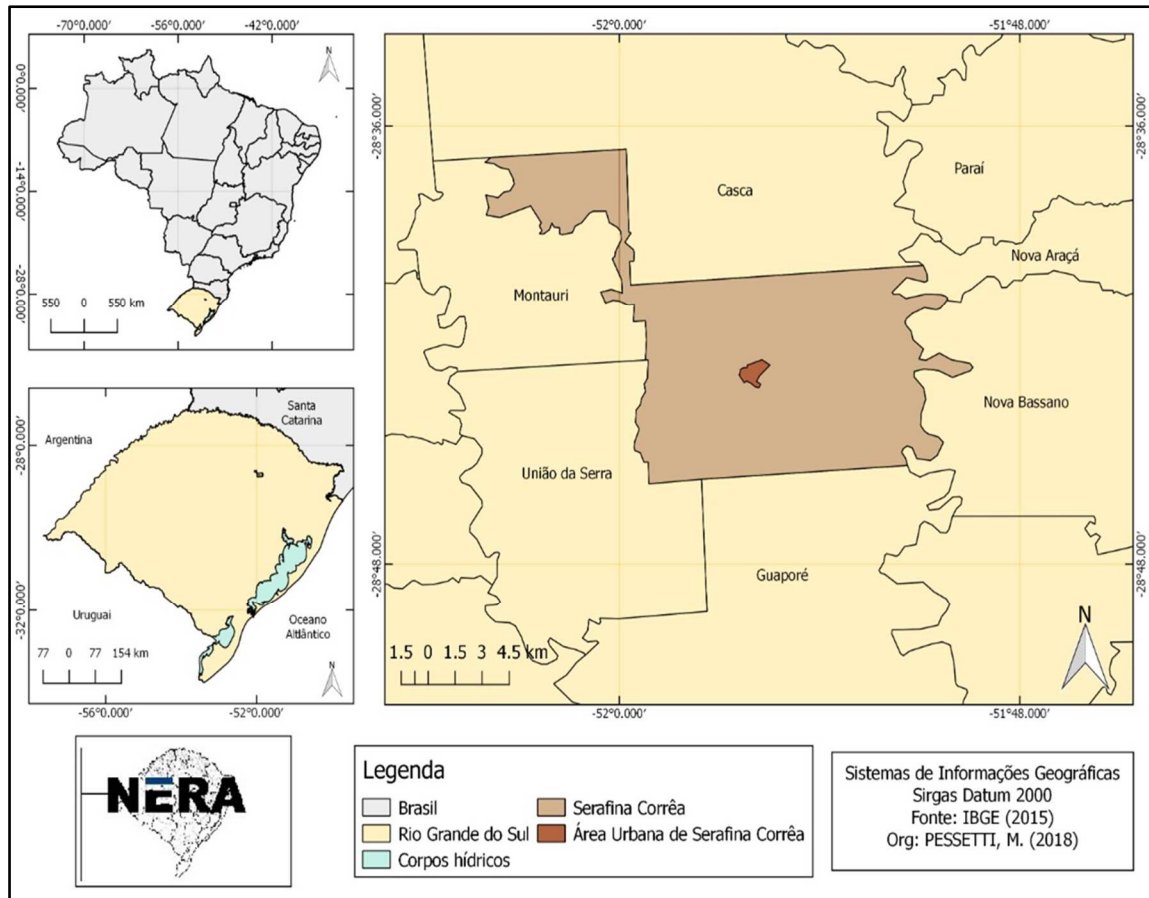 -70°0.000' -56°0.000' -42°0.000'
0°0.000'
-14°0.000'
-28°0.000'
N
550 0 550 km
-28°0.000'
-32°0.000'
Argentina
Santa
Catarina
Uruguai
Oceano
Altlântico
77 0 77 154 km
N
-56°0.000' -52°0.000'
-52°0.000' -51°48.000'
-28°36.000'
-28°48.000'
-28°36.000'
-28°48.000'
Paraí
Casca
Nova Araçá
Montauri
Nova Bassano
União da Serra
Guaporé
N
1.5 0 1.5 3 4.5 km
-52°0.000' -51°48.000'
NERA
Legenda
Brasil
Rio Grande do Sul
Corpos hídricos
Serafina Corrêa
Área Urbana de Serafina Corrêa
Sistemas de Informações Geográficas
Sirgas Datum 2000
Fonte: IBGE (2015)
Org: PESSETTI, M. (2018)